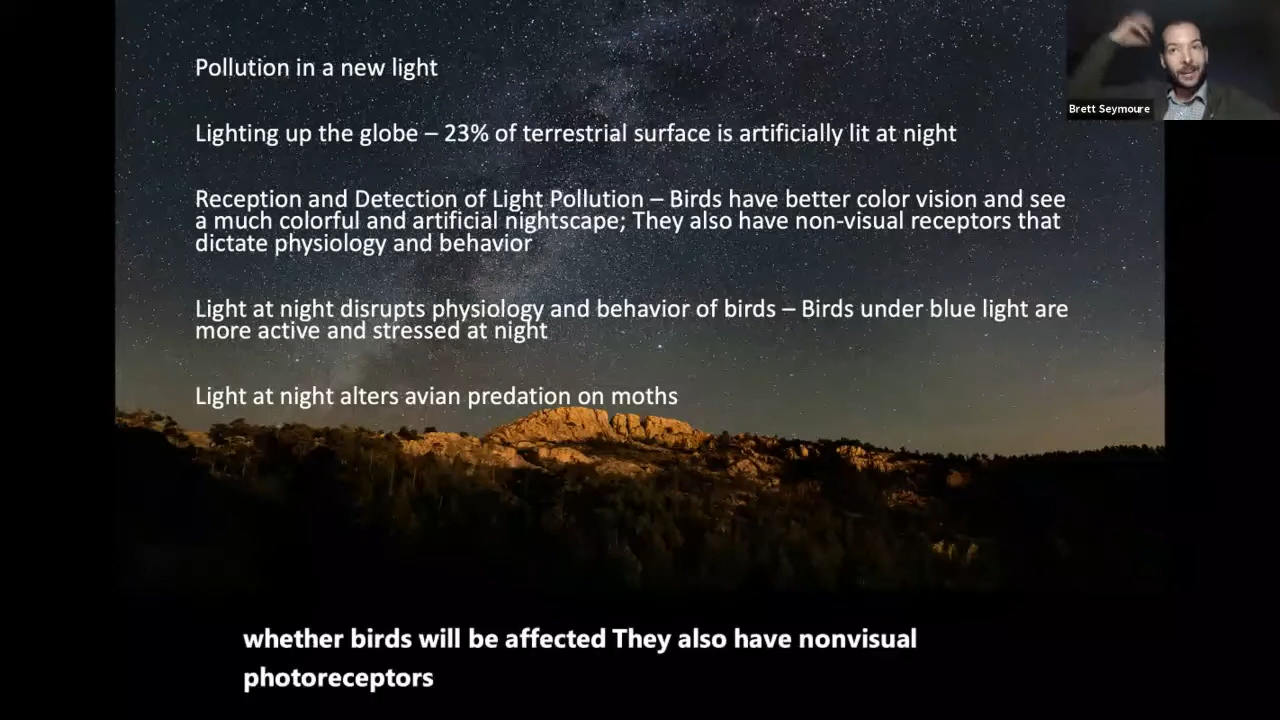 Pollution in a new light
Brett Seymoure
Lighting up the globe – 23% of terrestrial surface is artificially lit at night
Reception and Detection of Light Pollution – Birds have better color vision and see
a much colorful and artificial nightscape; They also have non-visual receptors that
dictate physiology and behavior
Light at night disrupts physiology and behavior of birds – Birds under blue light are
more active and stressed at night
Light at night alters avian predation on moths
whether birds will be affected They also have nonvisual
photoreceptors